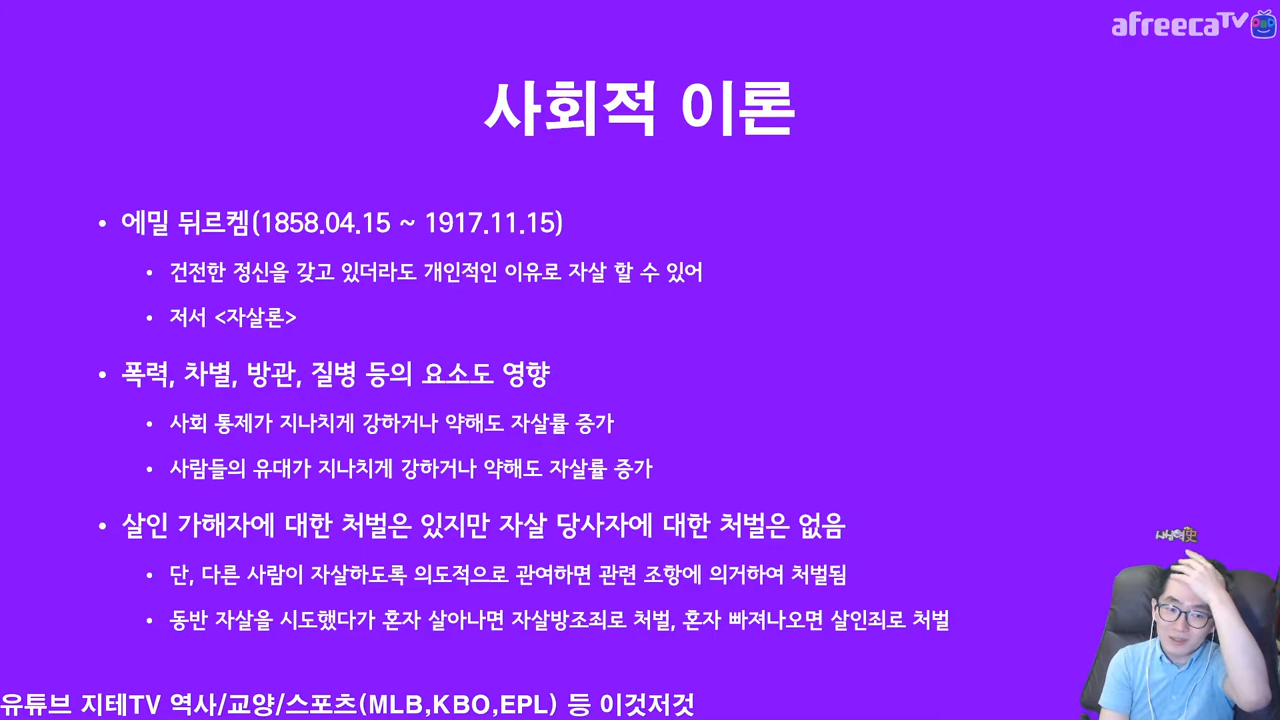 afreecaTV
사회적 이론
• 에밀 뒤르켐(1858.04.15 ~ 1917.11.15)
• 건전한 정신을 갖고 있더라도 개인적인 이유로 자살 할 수 있어
• 저서 <자살론>
• 폭력, 차별, 방관, 질병 등의 요소도 영향
• 사회 통제가 지나치게 강하거나 약해도 자살률 증가
• 사람들의 유대가 지나치게 강하거나 약해도 자살률 증가
• 살인 가해자에 대한 처벌은 있지만 자살 당사자에 대한 처벌은 없음
• 단, 다른 사람이 자살하도록 의도적으로 관여하면 관련 조항에 의거하여 처벌됨
• 동반 자살을 시도했다가 혼자 살아나면 자살방조죄로 처벌, 혼자 빠져나오면 살인죄로 처벌
유튜브 지테TV 역사/교양/스포츠(MLB,KBO,EPL) 등 이것저것